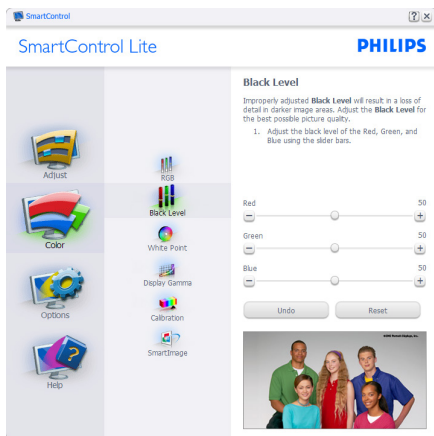 SmartControl
SmartControl Lite
PHILIPS
Adjust
Color
Options
Help
RGB
Black Level
White Point
Display Gamma
Calibration
SmartImage
Black Level
Improperly adjusted Black Level will result in a loss of
detail in darker image areas. Adjust the Black Level for
the best possible picture quality.
1. Adjust the black level of the Red, Green, and
Blue using the slider bars.
Red 50
Green 50
Blue 50
Undo Reset